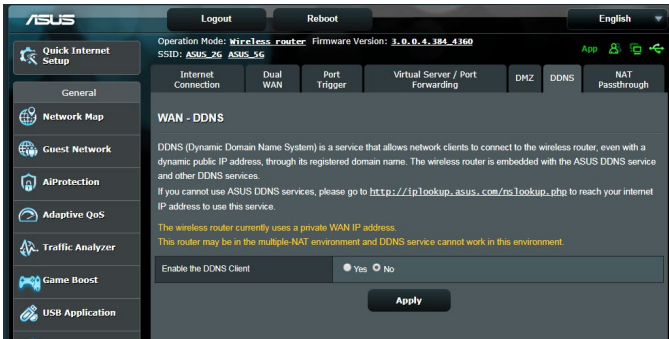 ASUS
Logout
Reboot
English
Quick Internet
Setup
Operation Mode: Wireless router Firmware Version: 3.0.0.4.384_4360
SSID: ASUS_2G ASUS_5G
App
General
Network Map
Guest Network
AiProtection
Adaptive QoS
Traffic Analyzer
Game Boost
USB Application
Internet
Connection
Dual
WAN
Port
Trigger
Virtual Server / Port
Forwarding
DMZ
DDNS
NAT
Passthrough
WAN - DDNS
DDNS (Dynamic Domain Name System) is a service that allows network clients to connect to the wireless router, even with a
dynamic public IP address, through its registered domain name. The wireless router is embedded with the ASUS DDNS service
and other DDNS services.
If you cannot use ASUS DDNS services, please go to http://iplookup.asus.com/nslookup.php to reach your internet
IP address to use this service.
The wireless router currently uses a private WAN IP
address.
This router may be in the multiple-NAT environment and DDNS service cannot work in this environment.
Enable the DDNS Client
Yes No
Apply